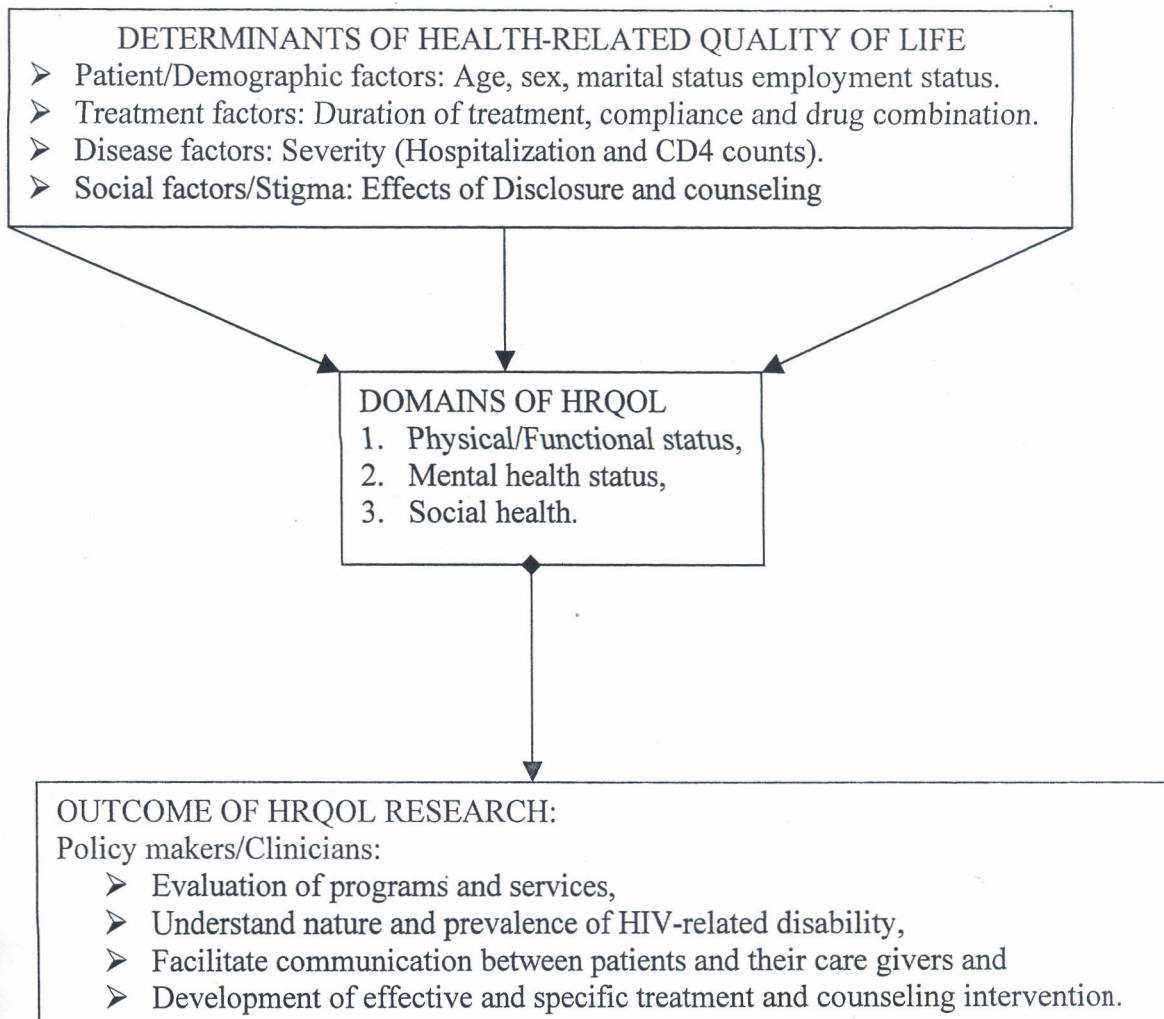 DETERMINANTS OF HEALTH-RELATED QUALITY OF LIFE
➢ Patient/Demographic factors: Age, sex, marital status employment status.
➢ Treatment factors: Duration of treatment, compliance and drug combination.
➢ Disease factors: Severity (Hospitalization and CD4 counts).
➢ Social factors/Stigma: Effects of Disclosure and counseling
DOMAINS OF HRQOL
1. Physical/Functional status,
2. Mental health status,
3. Social health.
OUTCOME OF HRQOL RESEARCH:
Policy makers/Clinicians:
➢ Evaluation of programs and services,
➢ Understand nature and prevalence of HIV-related disability,
➢ Facilitate communication between patients and their care givers and
➢ Development of effective and specific treatment and counseling intervention.